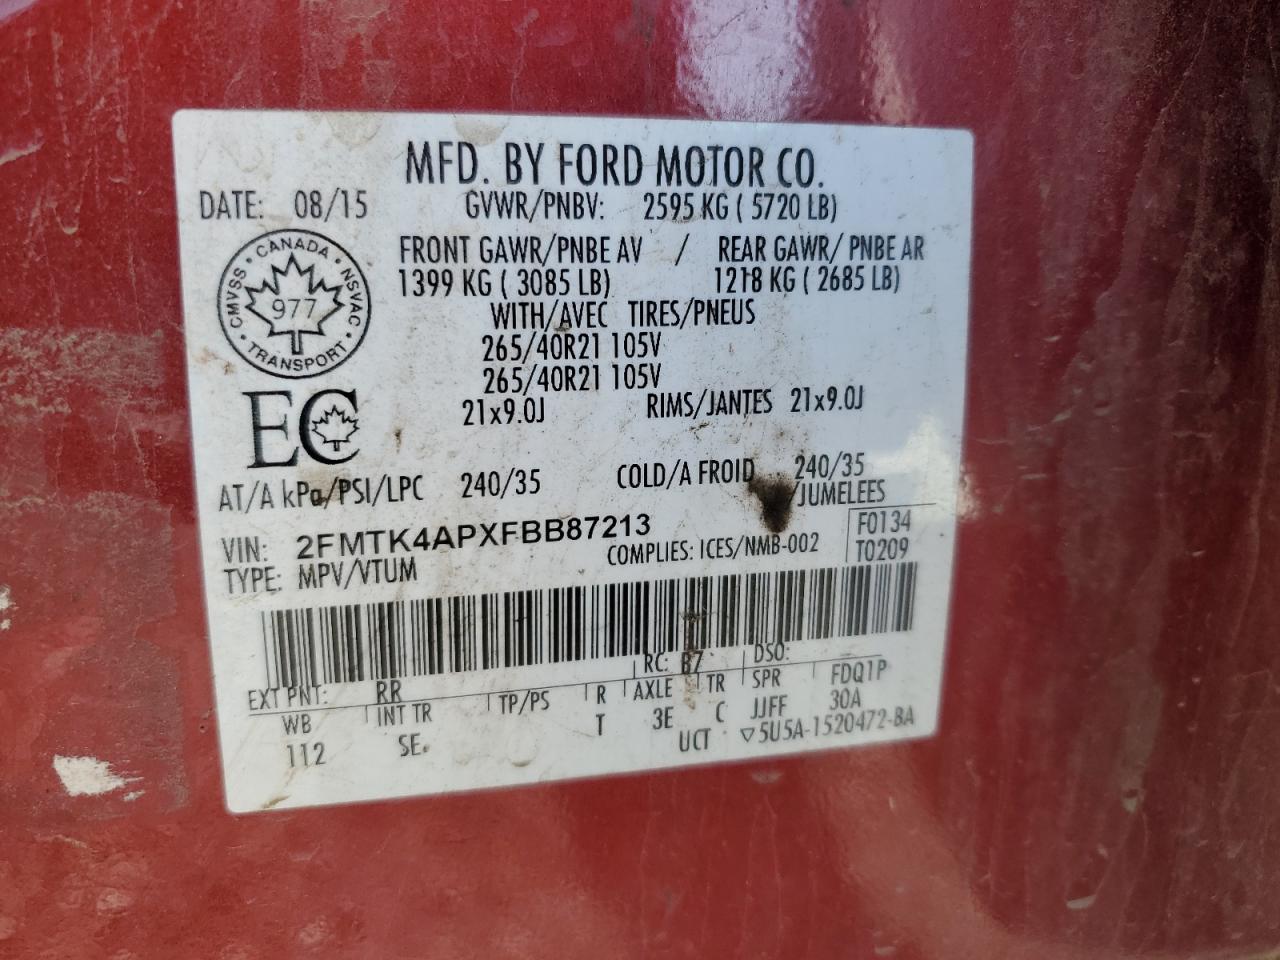 MFD. BY FORD MOTOR CO.
DATE: 08/15 GVWR/PNBV: 2595 KG ( 5720 LB)
FRONT GAWR/PNBE AV / REAR GAWR/ PNBE AR
1399 KG ( 3085 LB) 1218 KG ( 2685 LB)
WITH/AVEC TIRES/PNEUS
265/40R21 105V
265/40R21 105V
21x9.0J RIMS/JANTES 21x9.0J
CANADA
CMVSS 977 NSVAC
TRANSPORT
EC
AT/A kPa/PSI/LPC 240/35 COLD/A FROID 240/35
/JUMELEES
VIN: 2FMTK4APXFBB87213 F0134
TYPE: MPV/VTUM COMPLIES: ICES/NMB-002 T0209
EXT PNT: RR RC: B7 DSO: FDQ1P
WB INT TR TP/PS R AXLE TR SPR 30A
112 SE T 3E C JJFF
UCT ▽5U5A-1520472-BA